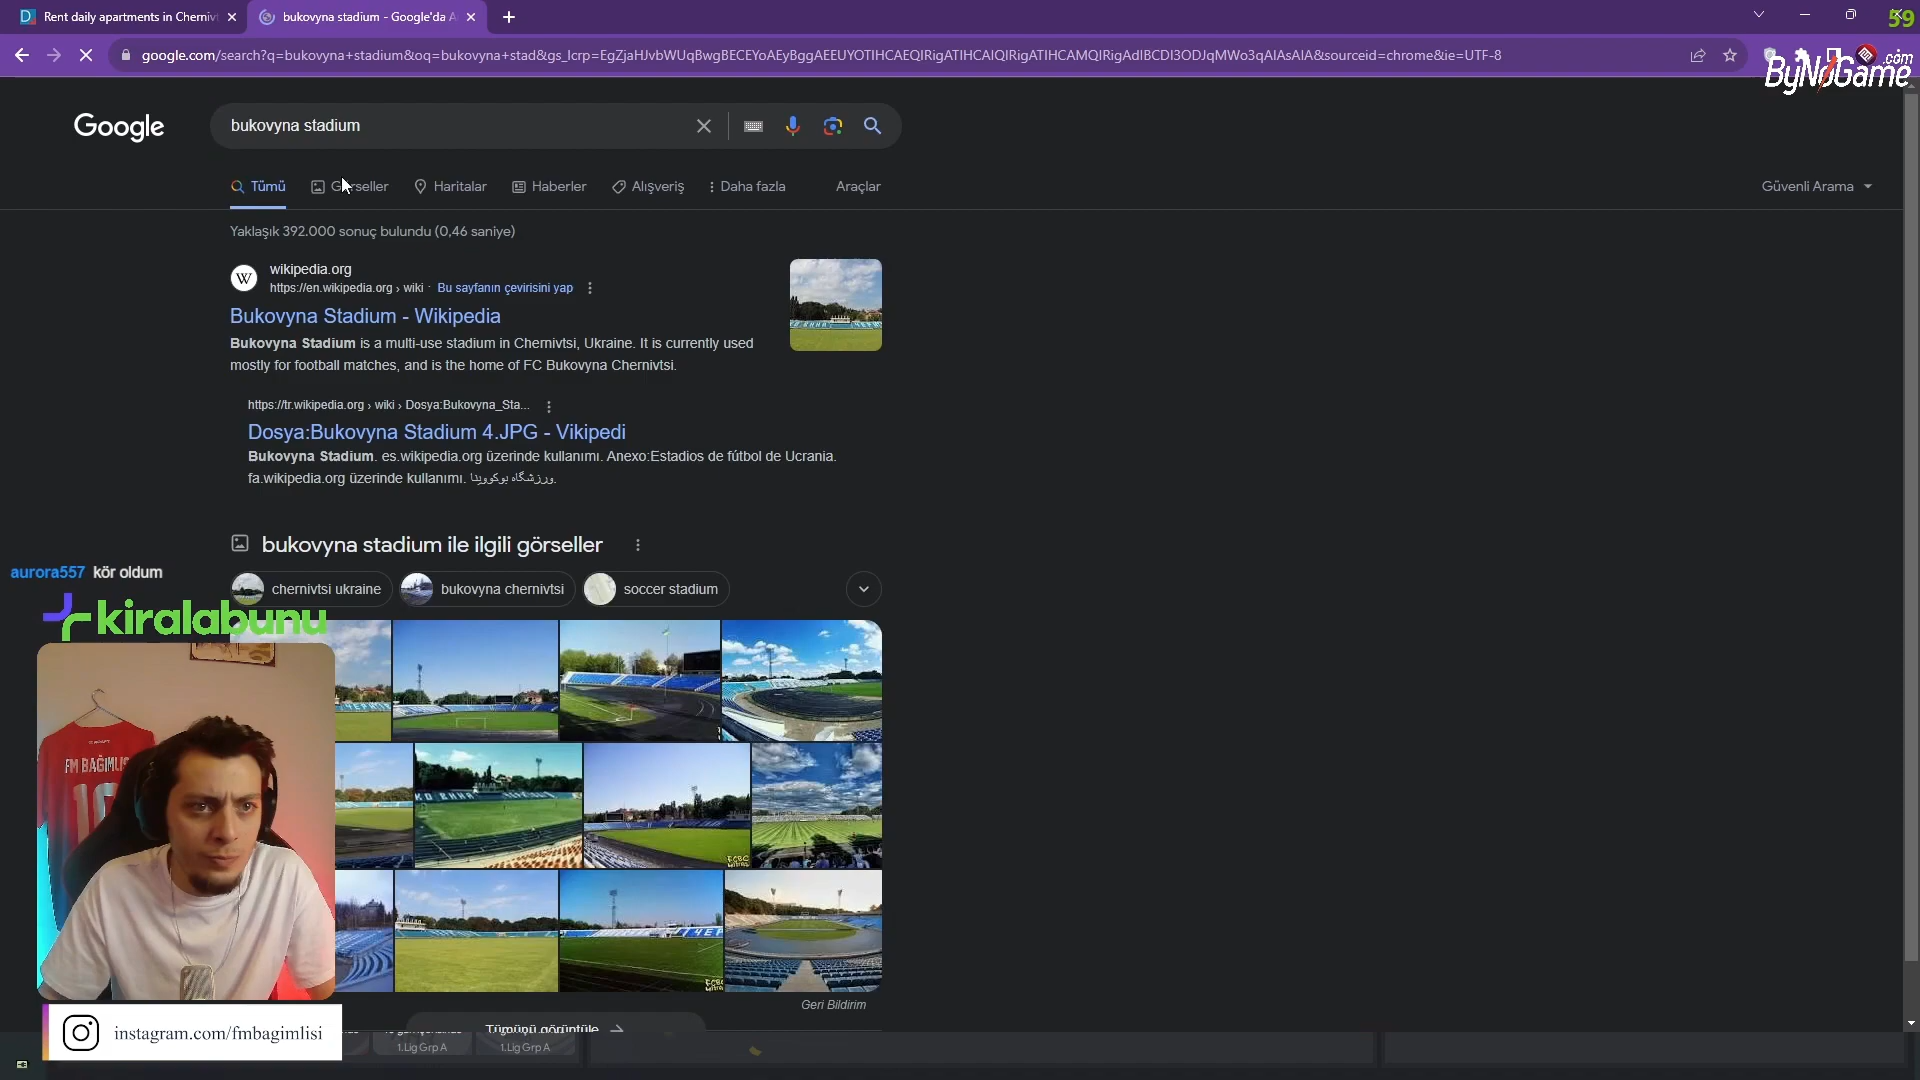 Rent daily apartments in Chernivt
bukovyna stadium - Google'da A
59
google.com/search?q=bukovyna+stadium&oq=bukovyna+stad&gs_lcrp=EgZjaHJvbWUqBwgBECEYoAEyBggAEEUYOTIHCAEQIRigATIHCAIQIRigATIHCAMQIRigAdIBCDI3ODJqMWo3qAIAsAIA&sourceid=chrome&ie=UTF-8
ByNoGame.com
Google
bukovyna stadium
Tümü
Görseller
Haritalar
Haberler
Alışveriş
Daha fazla
Araçlar
Güvenli Arama
Yaklaşık 392.000 sonuç bulundu (0,46 saniye)
W
wikipedia.org
https://en.wikipedia.org › wiki · Bu sayfanın çevirisini yap
Bukovyna Stadium - Wikipedia
Bukovyna Stadium is a multi-use stadium in Chernivtsi, Ukraine. It is currently used
mostly for football matches, and is the home of FC Bukovyna Chernivtsi.
https://tr.wikipedia.org › wiki › Dosya:Bukovyna_Sta...
Dosya:Bukovyna Stadium 4.JPG - Vikipedi
Bukovyna Stadium. es.wikipedia.org üzerinde kullanımı. Anexo:Estadios de fútbol de Ucrania.
fa.wikipedia.org üzerinde kullanımı. ورزشگاه بوکووینا.
bukovyna stadium ile ilgili görseller
aurora557 kör oldum
chernivtsi ukraine
bukovyna chernivtsi
soccer stadium
kiralabunu
FM BAĞIMLIS
10
Geri Bildirim
Tümünü görüntüle
instagram.com/fmbagimlisi
1.Lig Grp A
1.Lig Grp A